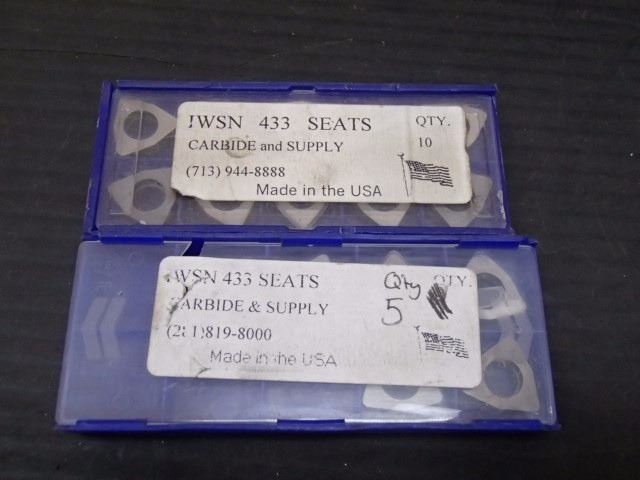 IWSN 433 SEATS QTY.
CARBIDE and SUPPLY 10
(713) 944-8888
Made in the USA
IWSN 433 SEATS Qty QTY.
CARBIDE & SUPPLY 5
(281)819-8000
Made in the USA